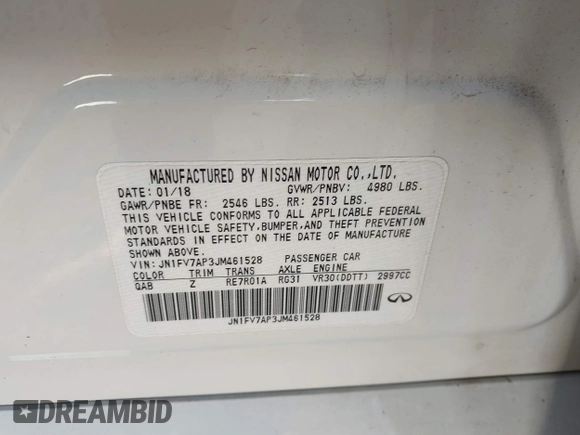 MANUFACTURED BY NISSAN MOTOR CO.,LTD.
DATE: 01/18 GVWR/PNBV: 4980 LBS.
GAWR/PNBE FR: 2546 LBS. RR: 2513 LBS.
THIS VEHICLE CONFORMS TO ALL APPLICABLE FEDERAL
MOTOR VEHICLE SAFETY,BUMPER,AND THEFT PREVENTION
STANDARDS IN EFFECT ON THE DATE OF MANUFACTURE
SHOWN ABOVE.
VIN: JN1FV7AP3JM461528 PASSENGER CAR
COLOR TRIM TRANS AXLE ENGINE
QAB Z RE7R01A RG31 VR30(DDTT) 2997CC
JN1FV7AP3JM461528
DREAMBID